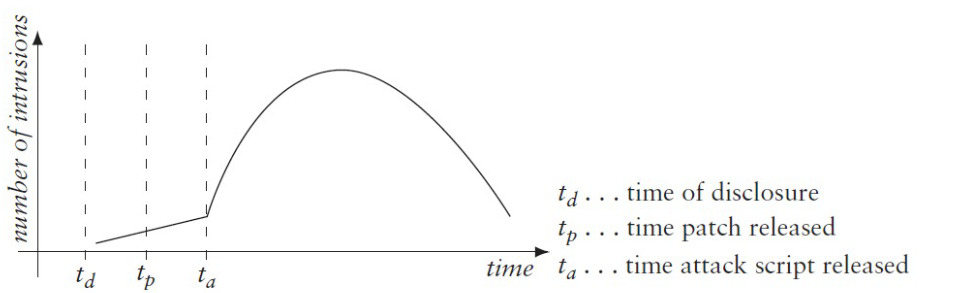 number of intrusions
t_d
t_p
t_a
time
t_d . . . time of disclosure
t_p . . . time patch released
t_a . . . time attack script released